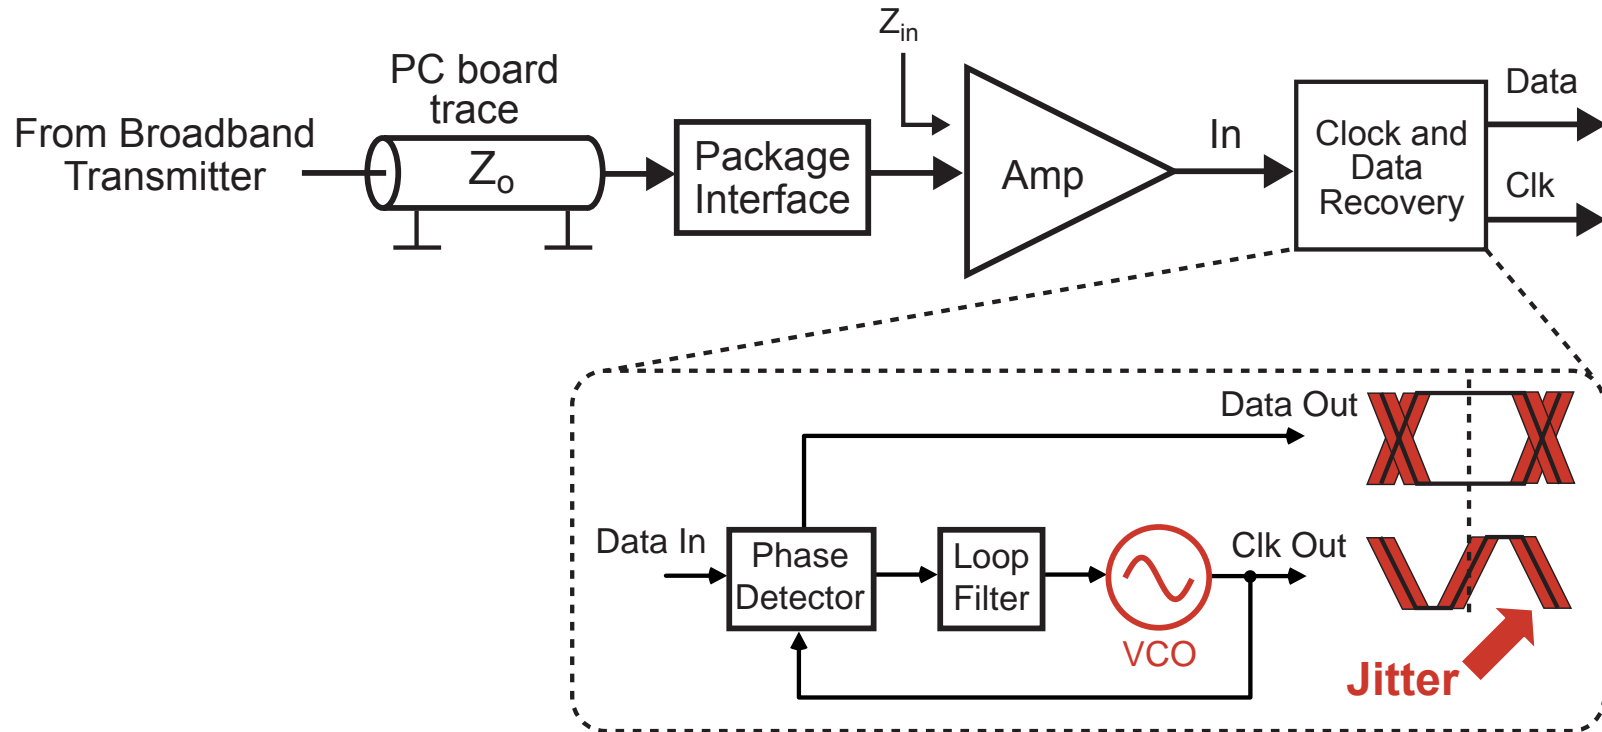 Z_in
PC board
trace
From Broadband
Transmitter
Z_o
Package
Interface
Amp
In
Clock and
Data
Recovery
Data
Clk
Data Out
Data In
Phase
Detector
Loop
Filter
VCO
Clk Out
Jitter